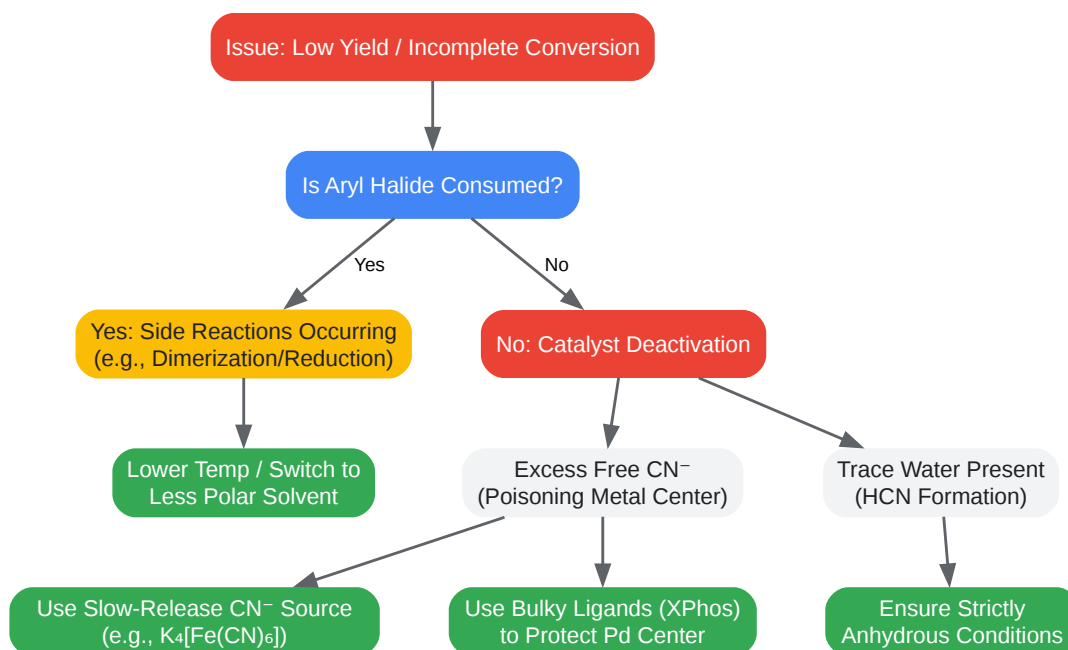 Issue: Low Yield / Incomplete Conversion
Is Aryl Halide Consumed?
Yes
No
Yes: Side Reactions Occurring
(e.g., Dimerization/Reduction)
No: Catalyst Deactivation
Lower Temp / Switch to
Less Polar Solvent
Excess Free CN⁻
(Poisoning Metal Center)
Trace Water Present
(HCN Formation)
Use Slow-Release CN⁻ Source
(e.g., K₄[Fe(CN)₆])
Use Bulky Ligands (XPhos)
to Protect Pd Center
Ensure Strictly
Anhydrous Conditions